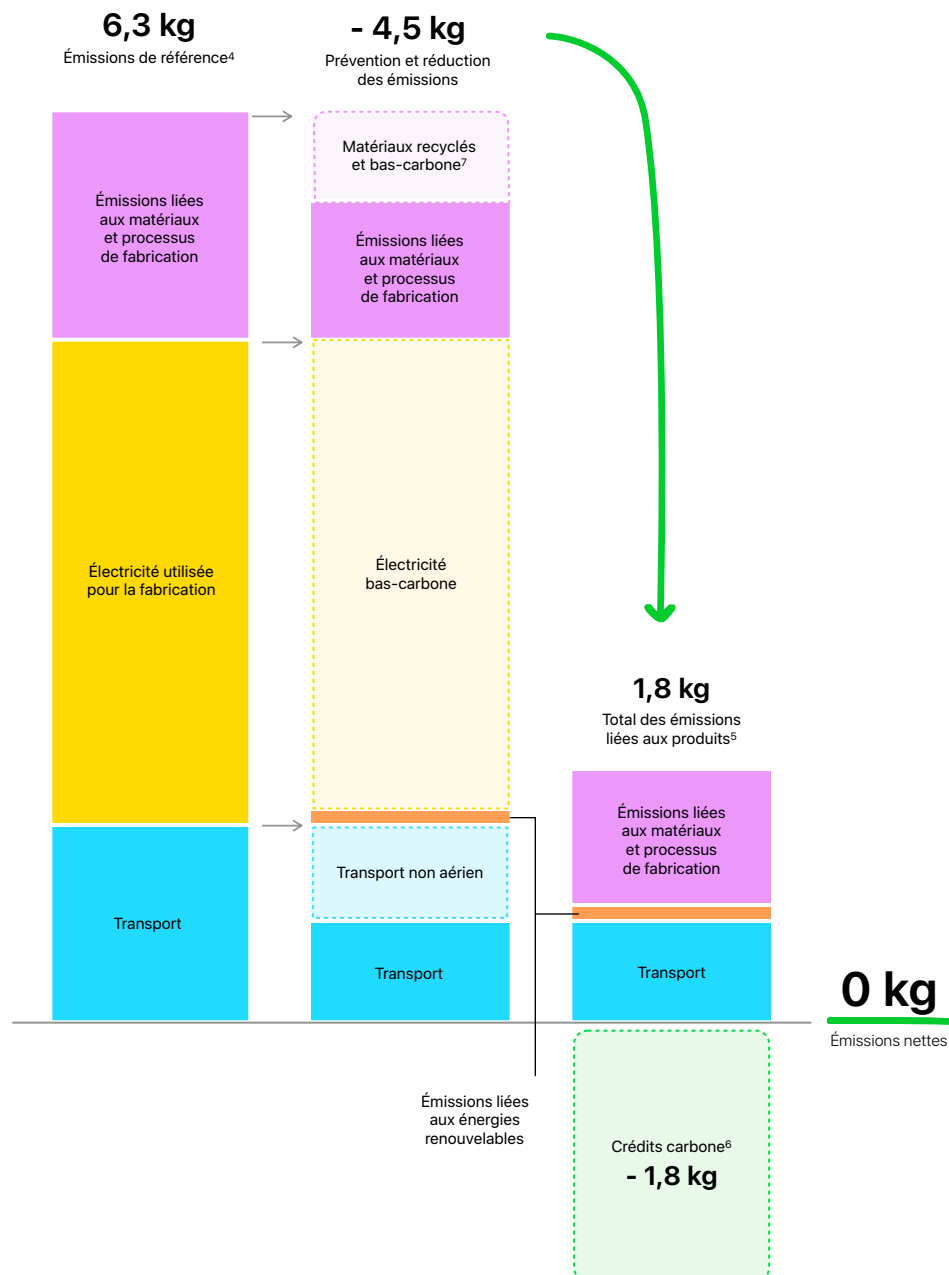 6,3 kg
Émissions de référence⁴
Émissions liées
aux matériaux
et processus
de fabrication
Électricité utilisée
pour la fabrication
Transport
- 4,5 kg
Prévention et réduction
des émissions
Matériaux recyclés
et bas-carbone⁷
Émissions liées
aux matériaux
et processus
de fabrication
Électricité
bas-carbone
Transport non aérien
Transport
Émissions liées
aux énergies
renouvelables
1,8 kg
Total des émissions
liées aux produits⁵
Émissions liées
aux matériaux
et processus
de fabrication
Transport
Crédits carbone⁶
- 1,8 kg
0 kg
Émissions nettes